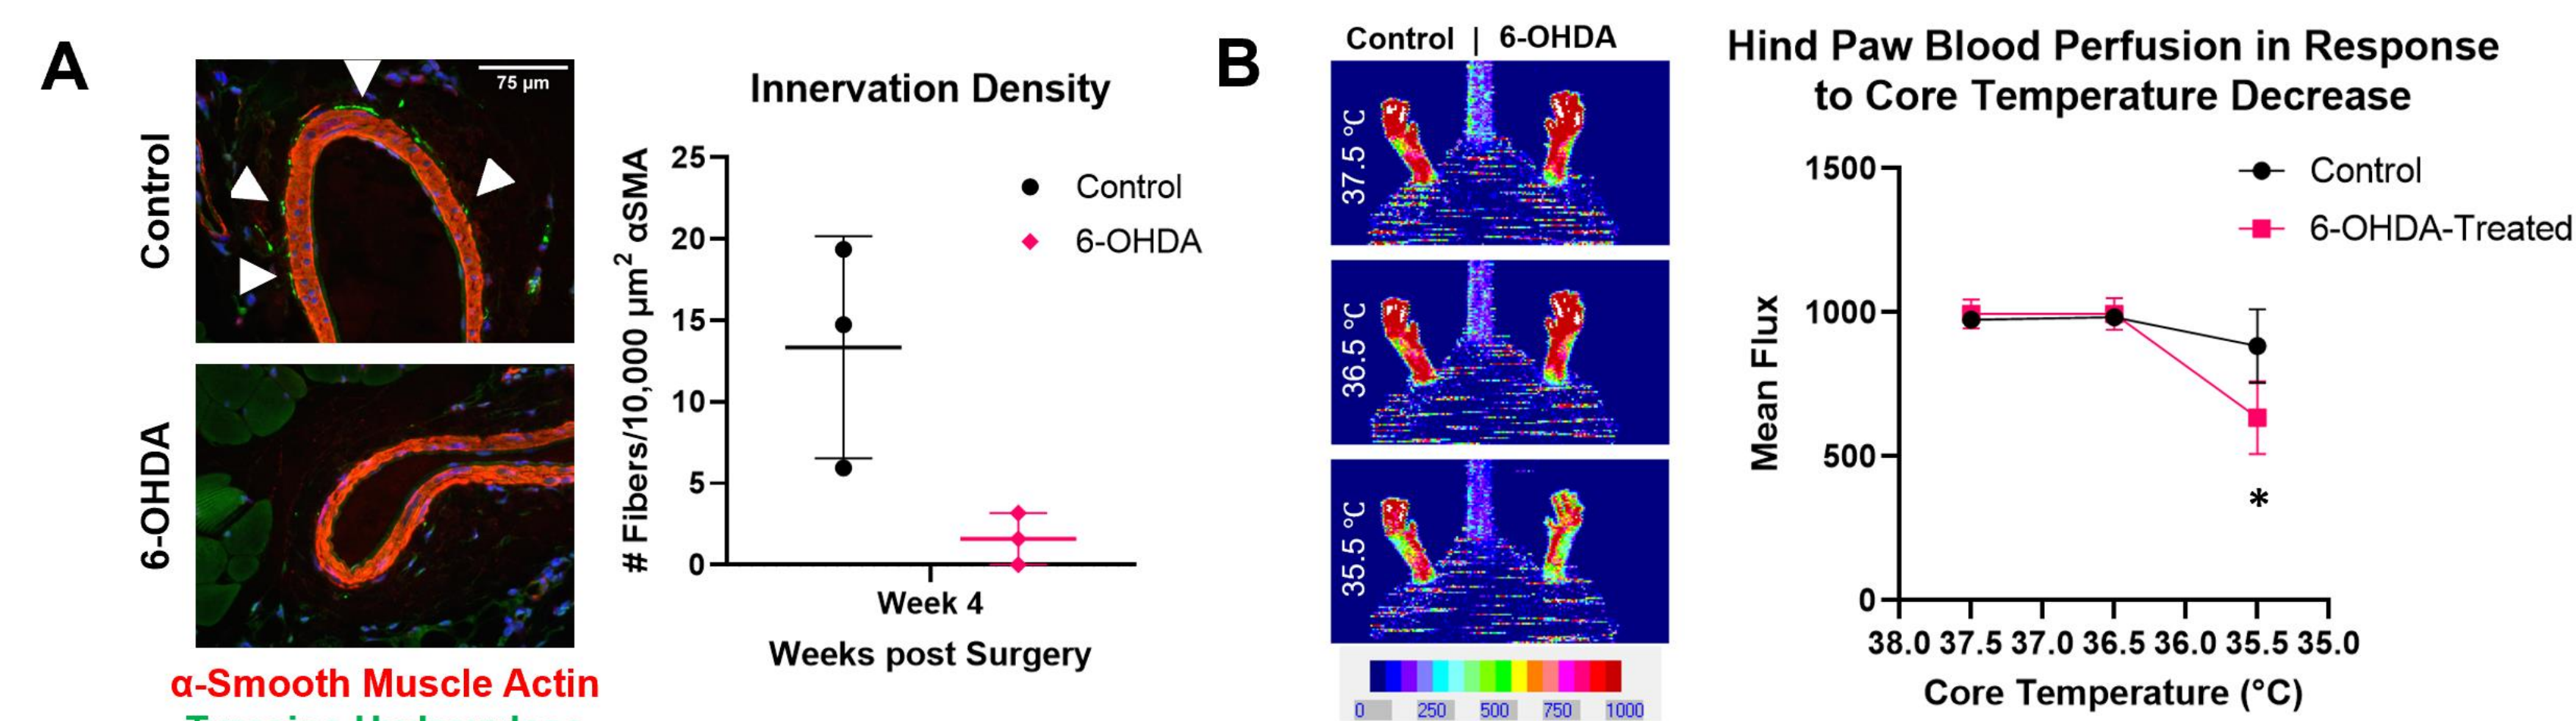 A
Control
6-OHDA
75 µm
α-Smooth Muscle Actin
Innervation Density
# Fibers/10,000 µm² αSMA
25
20
15
10
5
0
Control
6-OHDA
Week 4
Weeks post Surgery
B
Control | 6-OHDA
37.5 °C
36.5 °C
35.5 °C
0 250 500 750 1000
Hind Paw Blood Perfusion in Response
to Core Temperature Decrease
Mean Flux
1500
1000
500
0
Control
6-OHDA-Treated
*
38.0 37.5 37.0 36.5 36.0 35.5 35.0
Core Temperature (°C)